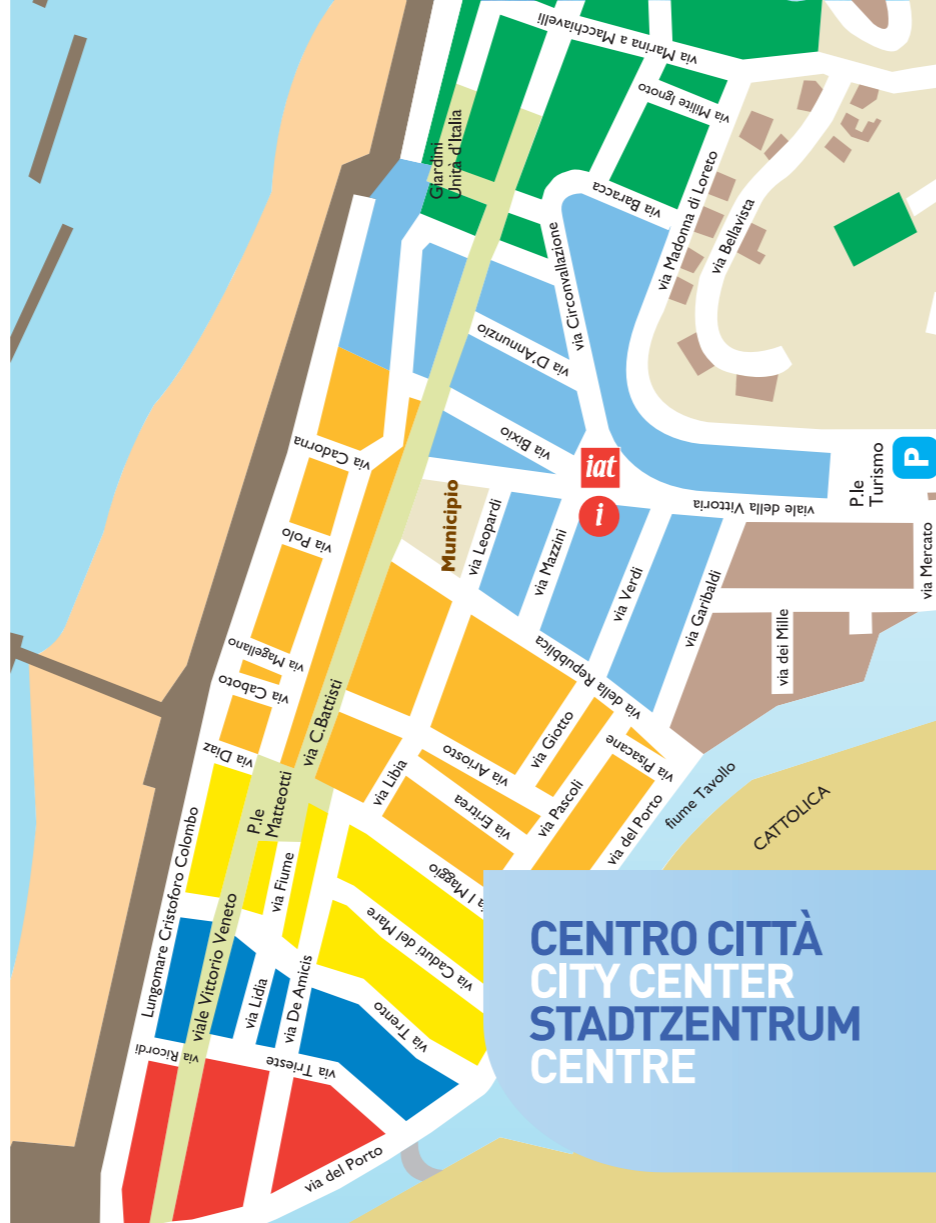 via Marina a Macchiavelli
via Milite Ignoto
Giardini
Unità d'Italia
via Baracca
via Madonna di Loreto
via Bellavista
via Circonvallazione
via D'Annunzio
via Bixio
via Cadorna
iat
i
P.le
Turismo
P
viale della Vittoria
Municipio
via Leopardi
via Polo
via Mazzini
via Verdi
via Garibaldi
via Mercato
via dei Mille
via Magellano
via Caboto
via della Repubblica
via C.Battisti
via Diaz
via Libia
via Ariosto
via Giotto
via Pisacane
via Eritrea
via Pascoli
via del Porto
fiume Tavollo
CATTOLICA
P.le
Matteotti
Lungomare Cristoforo Colombo
via Fiume
via I Maggio
viale Vittorio Veneto
via Caduti del Mare
via Lidia
via De Amicis
via Trento
via Ricordi
via Trieste
via del Porto
CENTRO CITTÀ
CITY CENTER
STADTZENTRUM
CENTRE